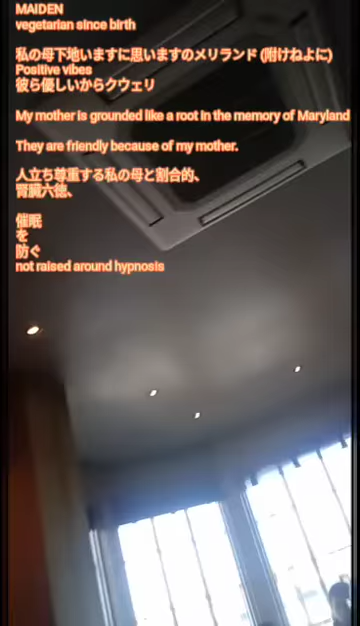 MAIDEN
vegetarian since birth
私の母下地いますに思いますのメリランド (附けねよに)
Positive vibes
彼ら優しいからクウェリ
My mother is grounded like a root in the memory of Maryland
They are friendly because of my mother.
人立ち尊重する私の母と割合的、
腎臓六徳、
催眠
を
防ぐ
not raised around hypnosis